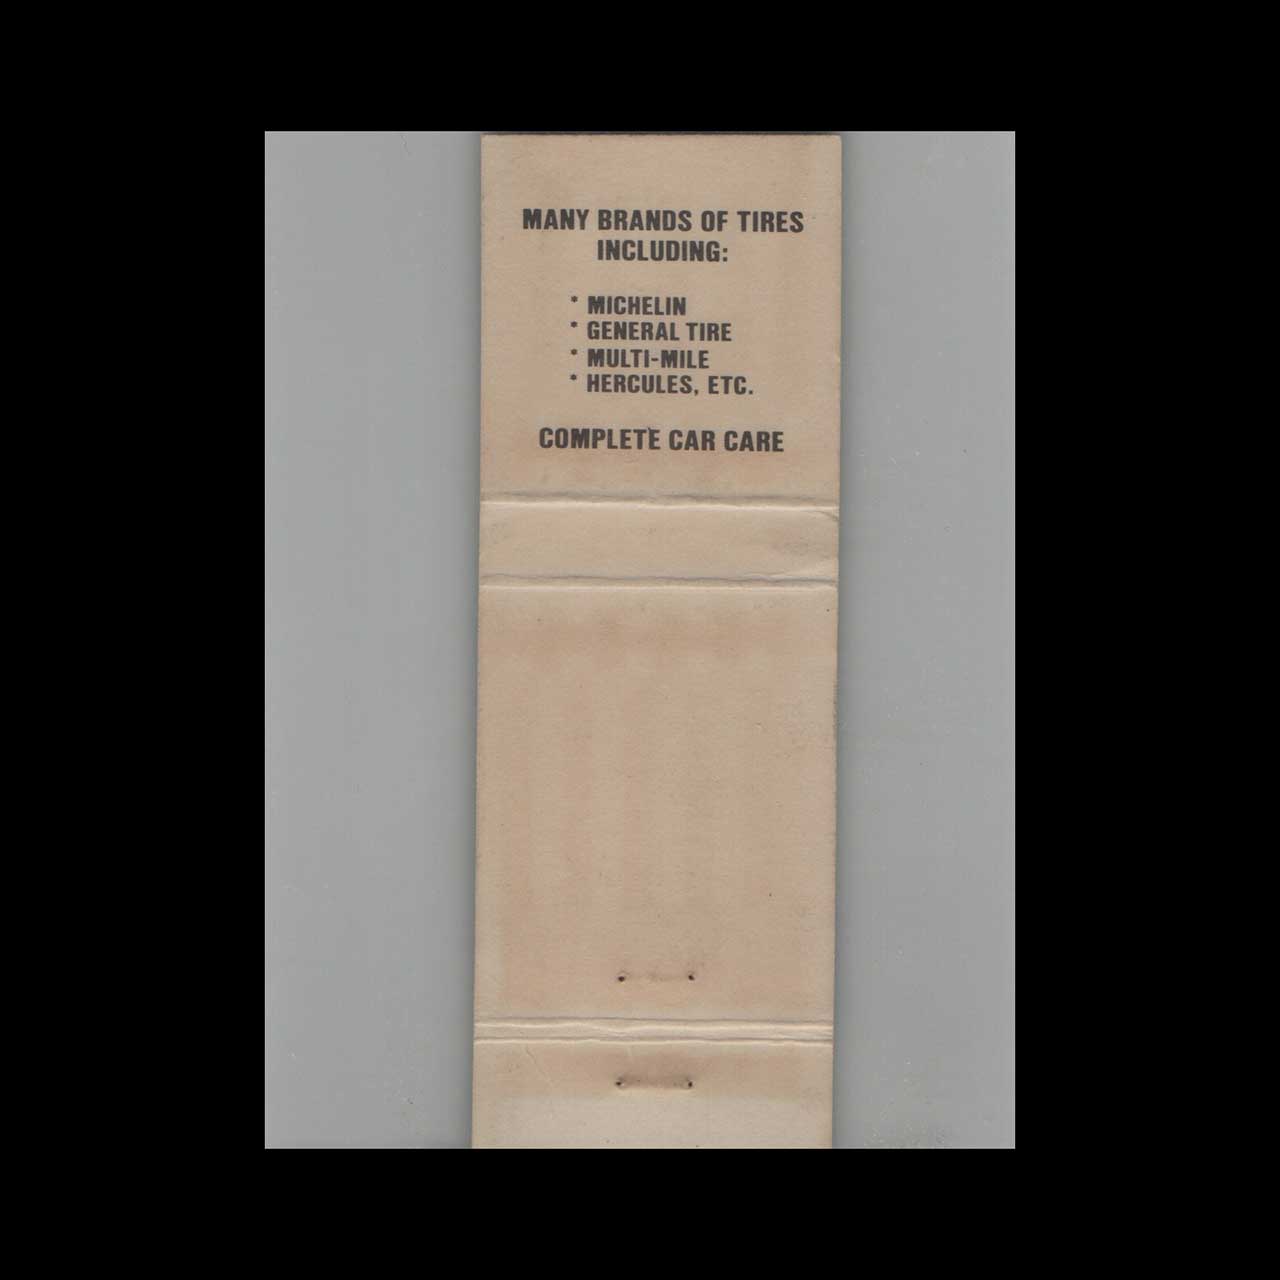 MANY BRANDS OF TIRES
INCLUDING:
* MICHELIN
* GENERAL TIRE
* MULTI-MILE
* HERCULES, ETC.
COMPLETE CAR CARE